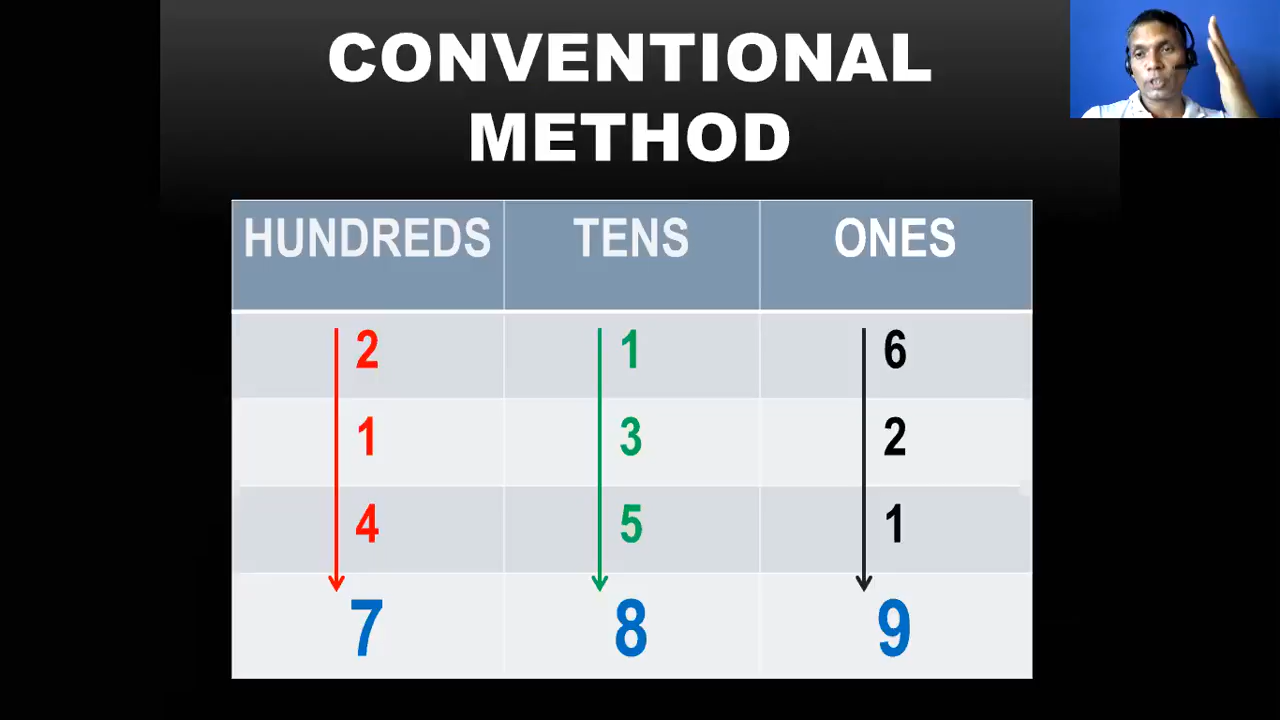 CONVENTIONAL
METHOD
HUNDREDS TENS ONES
2 1 6
1 3 2
4 5 1
7 8 9